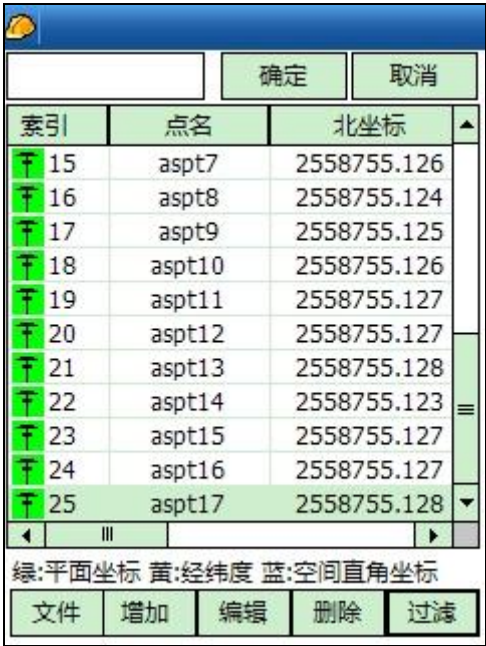 确定 取消
索引 点名 北坐标
15 aspt7 2558755.126
16 aspt8 2558755.124
17 aspt9 2558755.125
18 aspt10 2558755.126
19 aspt11 2558755.127
20 aspt12 2558755.127
21 aspt13 2558755.128
22 aspt14 2558755.123
23 aspt15 2558755.127
24 aspt16 2558755.127
25 aspt17 2558755.128
绿:平面坐标 黄:经纬度 蓝:空间直角坐标
文件 增加 编辑 删除 过滤